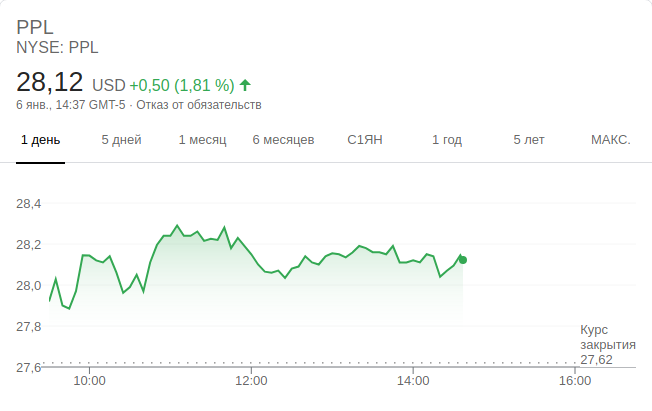 PPL
NYSE: PPL
28,12 USD +0,50 (1,81 %)
6 янв., 14:37 GMT-5 · Отказ от обязательств
1 день 5 дней 1 месяц 6 месяцев С1ЯН 1 год 5 лет МАКС.
28,4
28,2
28,0
27,8
Курс
закрытия
27,62
27,6
10:00 12:00 14:00 16:00